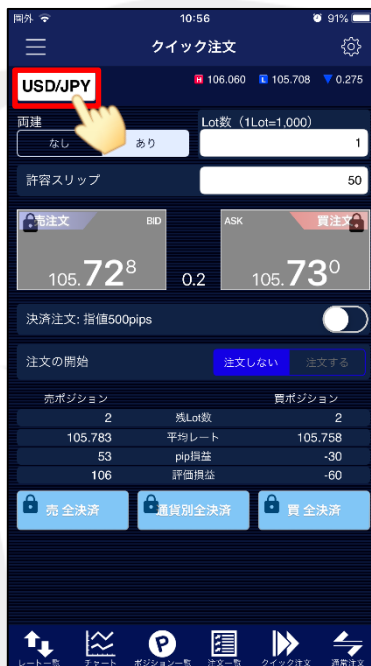 圏外 10:56 91%
クイック注文
USD/JPY H 106.060 L 105.708 ▼ 0.275
両建 Lot数（1Lot=1,000）
なし あり 1
許容スリップ 50
売注文 BID ASK 買注文
105.728 0.2 105.730
決済注文: 指値500pips
注文の開始 注文しない 注文する
売ポジション 買ポジション
2 残Lot数 2
105.783 平均レート 105.758
53 pip損益 -30
106 評価損益 -60
売 全決済 通貨別全決済 買 全決済
P
レート一覧 チャート ポジション一覧 注文一覧 クイック注文 通常注文